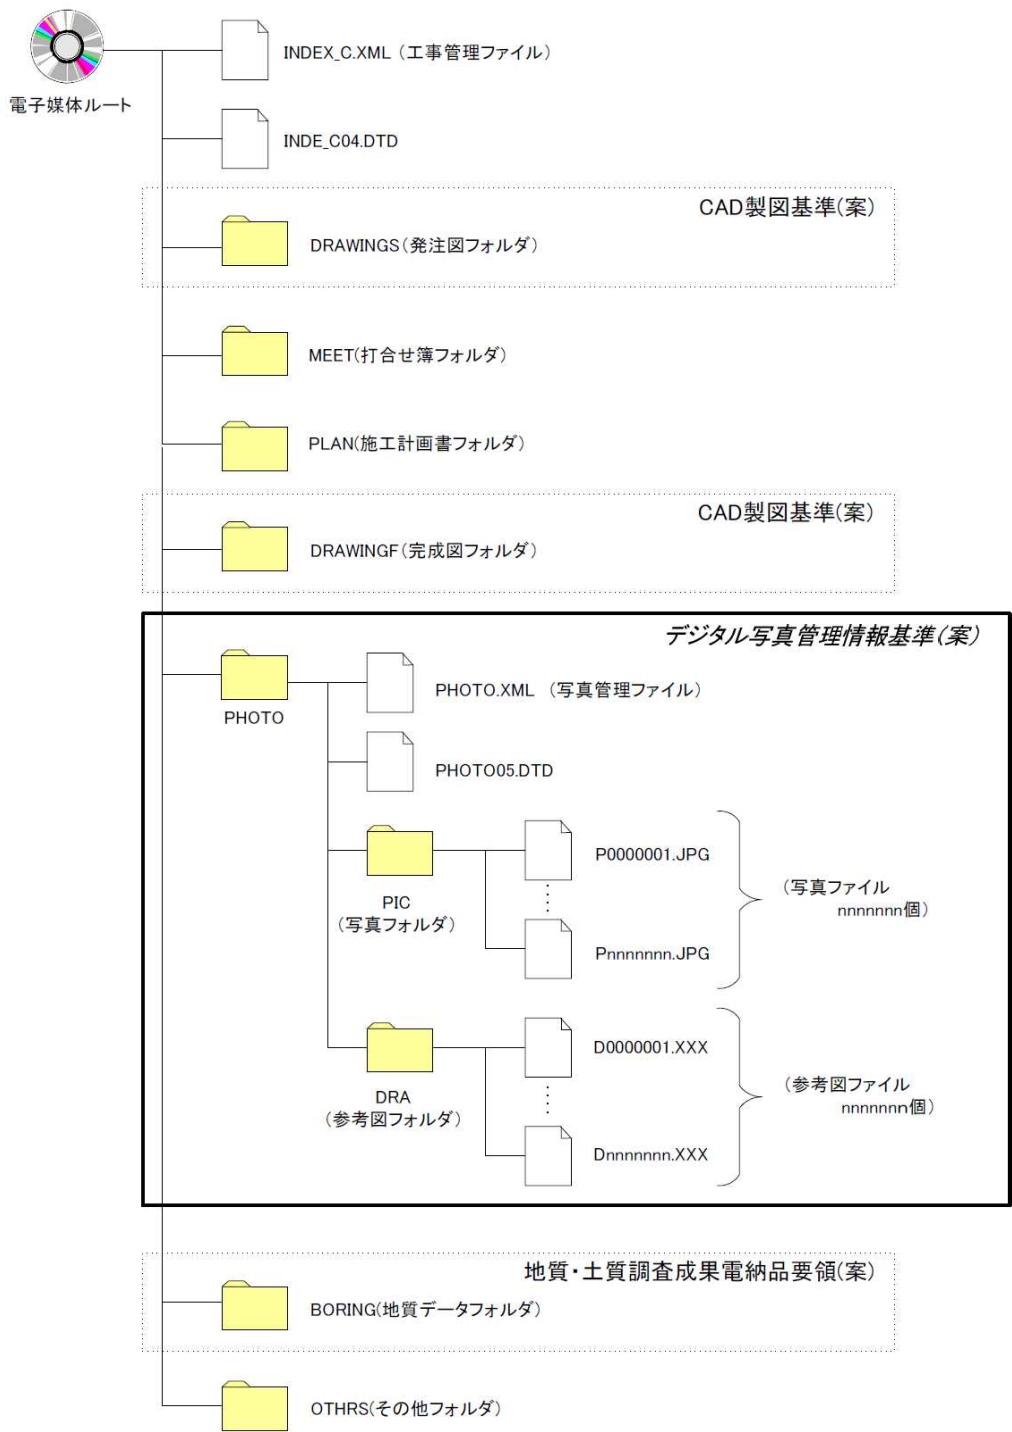 INDEX_C.XML （工事管理ファイル）
電子媒体ルート
INDE_C04.DTD
CAD製図基準(案)
DRAWINGS(発注図フォルダ)
MEET(打合せ簿フォルダ)
PLAN(施工計画書フォルダ)
CAD製図基準(案)
DRAWINGF(完成図フォルダ)
デジタル写真管理情報基準(案)
PHOTO.XML （写真管理ファイル）
PHOTO
PHOTO05.DTD
P0000001.JPG
PIC
（写真フォルダ）
（写真ファイル
nnnnnnn個）
Pnnnnnnn.JPG
D0000001.XXX
DRA
（参考図フォルダ）
（参考図ファイル
nnnnnnn個）
Dnnnnnnn.XXX
地質・土質調査成果電納品要領(案)
BORING(地質データフォルダ)
OTHRS(その他フォルダ)